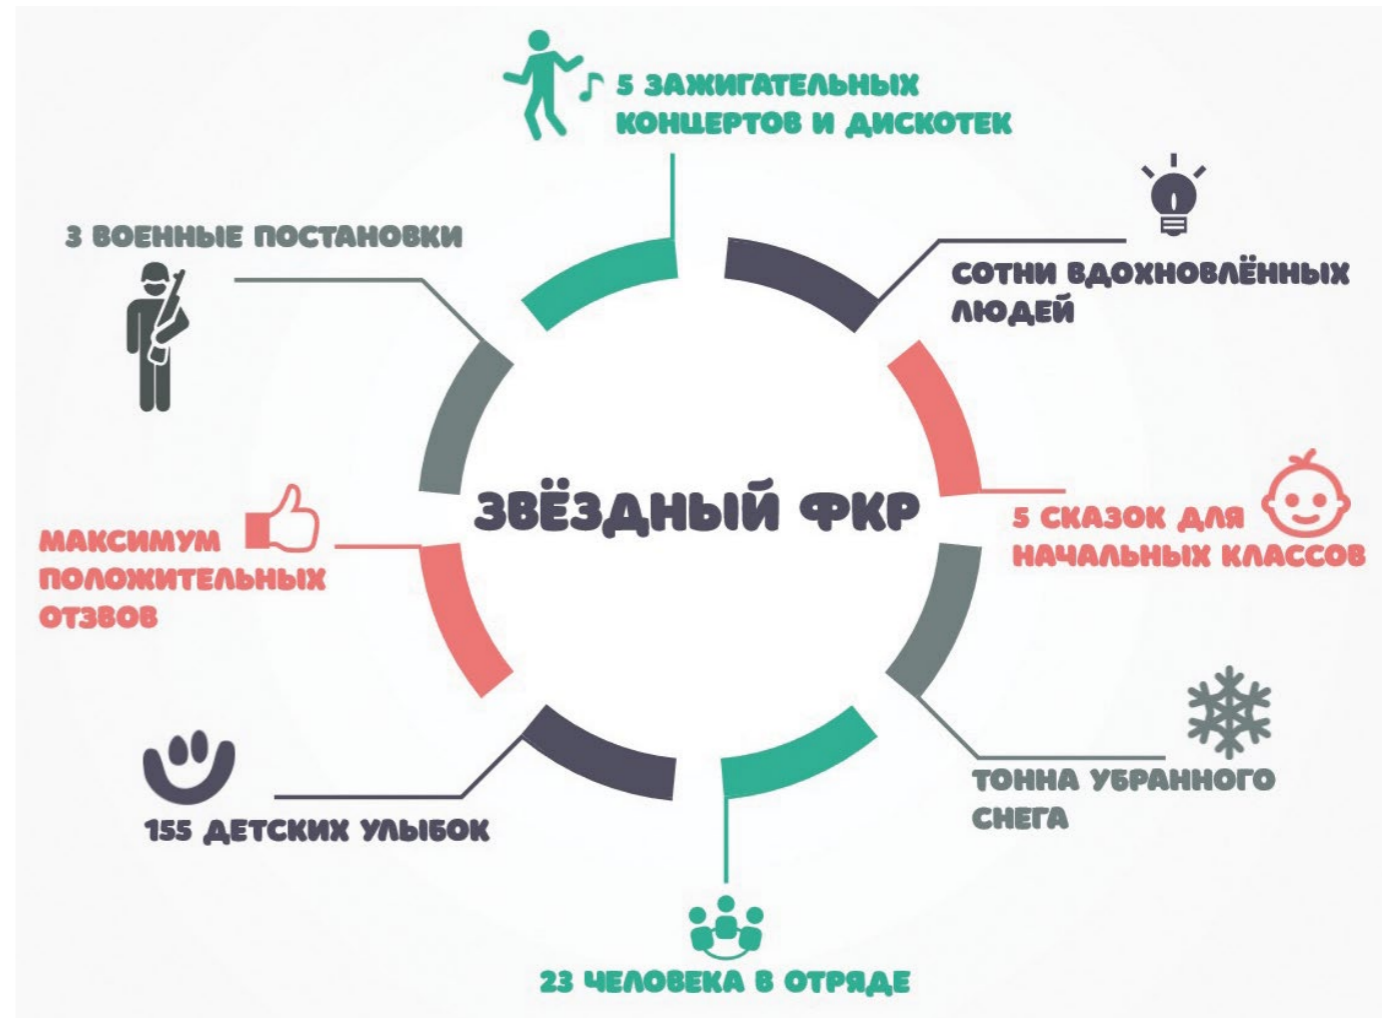 5 ЗАЖИГАТЕЛЬНЫХ
КОНЦЕРТОВ И ДИСКОТЕК
СОТНИ ВДОХНОВЛЁННЫХ
ЛЮДЕЙ
3 ВОЕННЫЕ ПОСТАНОВКИ
ЗВЁЗДНЫЙ ФКР
5 СКАЗОК ДЛЯ
НАЧАЛЬНЫХ КЛАССОВ
МАКСИМУМ
ПОЛОЖИТЕЛЬНЫХ
ОТЗВОВ
ТОННА УБРАННОГО
СНЕГА
155 ДЕТСКИХ УЛЫБОК
23 ЧЕЛОВЕКА В ОТРЯДЕ